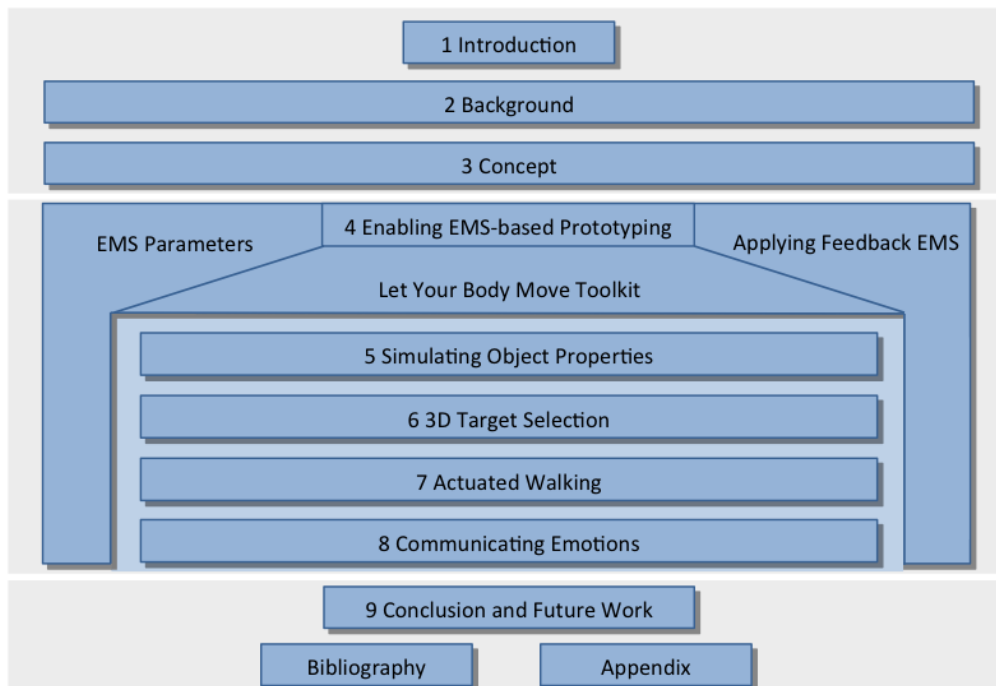 1 Introduction
2 Background
3 Concept
4 Enabling EMS-based Prototyping
EMS Parameters
Applying Feedback EMS
Let Your Body Move Toolkit
5 Simulating Object Properties
6 3D Target Selection
7 Actuated Walking
8 Communicating Emotions
9 Conclusion and Future Work
Bibliography
Appendix